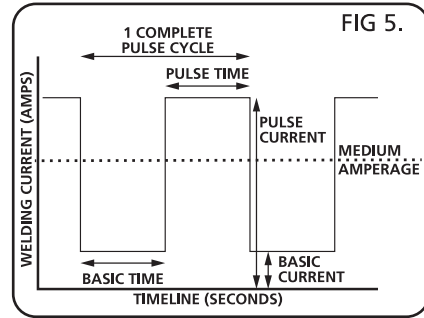 FIG 5.
1 COMPLETE
PULSE CYCLE
PULSE TIME
PULSE
CURRENT
MEDIUM
AMPERAGE
BASIC
CURRENT
BASIC TIME
WELDING CURRENT (AMPS)
TIMELINE (SECONDS)